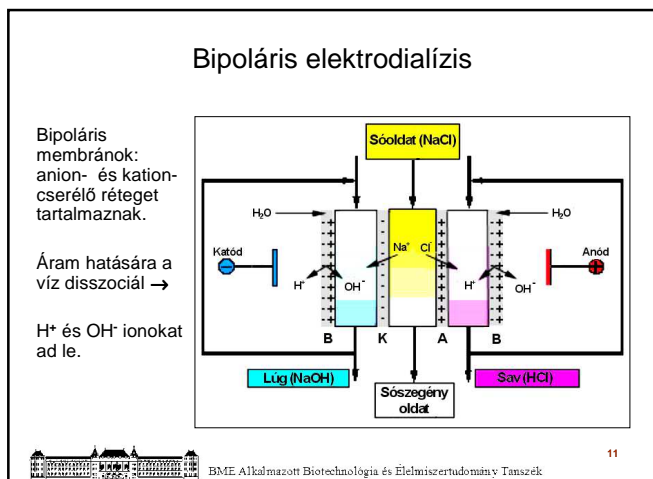 Bipoláris elektrodialízis
Bipoláris
membránok:
anion- és kation-
cserélő réteget
tartalmaznak.
Áram hatására a
víz disszociál →
H⁺ és OH⁻ ionokat
ad le.
Sóoldat (NaCl)
H₂O
H₂O
Katód
Na⁺ Cl⁻
Anód
H⁺
OH⁻
H⁺
OH⁻
B K A B
Lúg (NaOH)
Sószegény
oldat
Sav (HCl)
11
BME Alkalmazott Biotechnológia és Élelmiszertudomány Tanszék